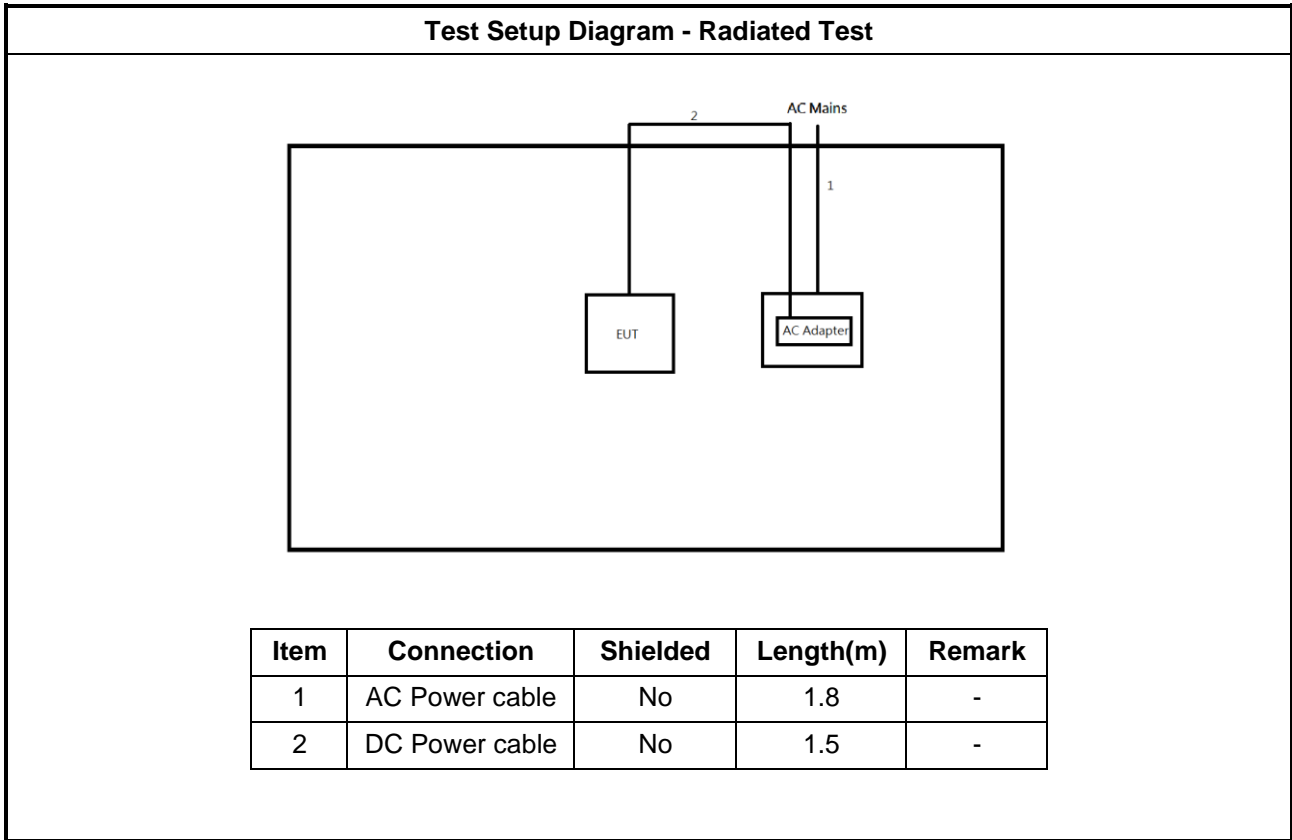 Test Setup Diagram - Radiated Test
AC Mains
2
1
EUT
AC Adapter
Item Connection Shielded Length(m) Remark
1 AC Power cable No 1.8 -
2 DC Power cable No 1.5 -